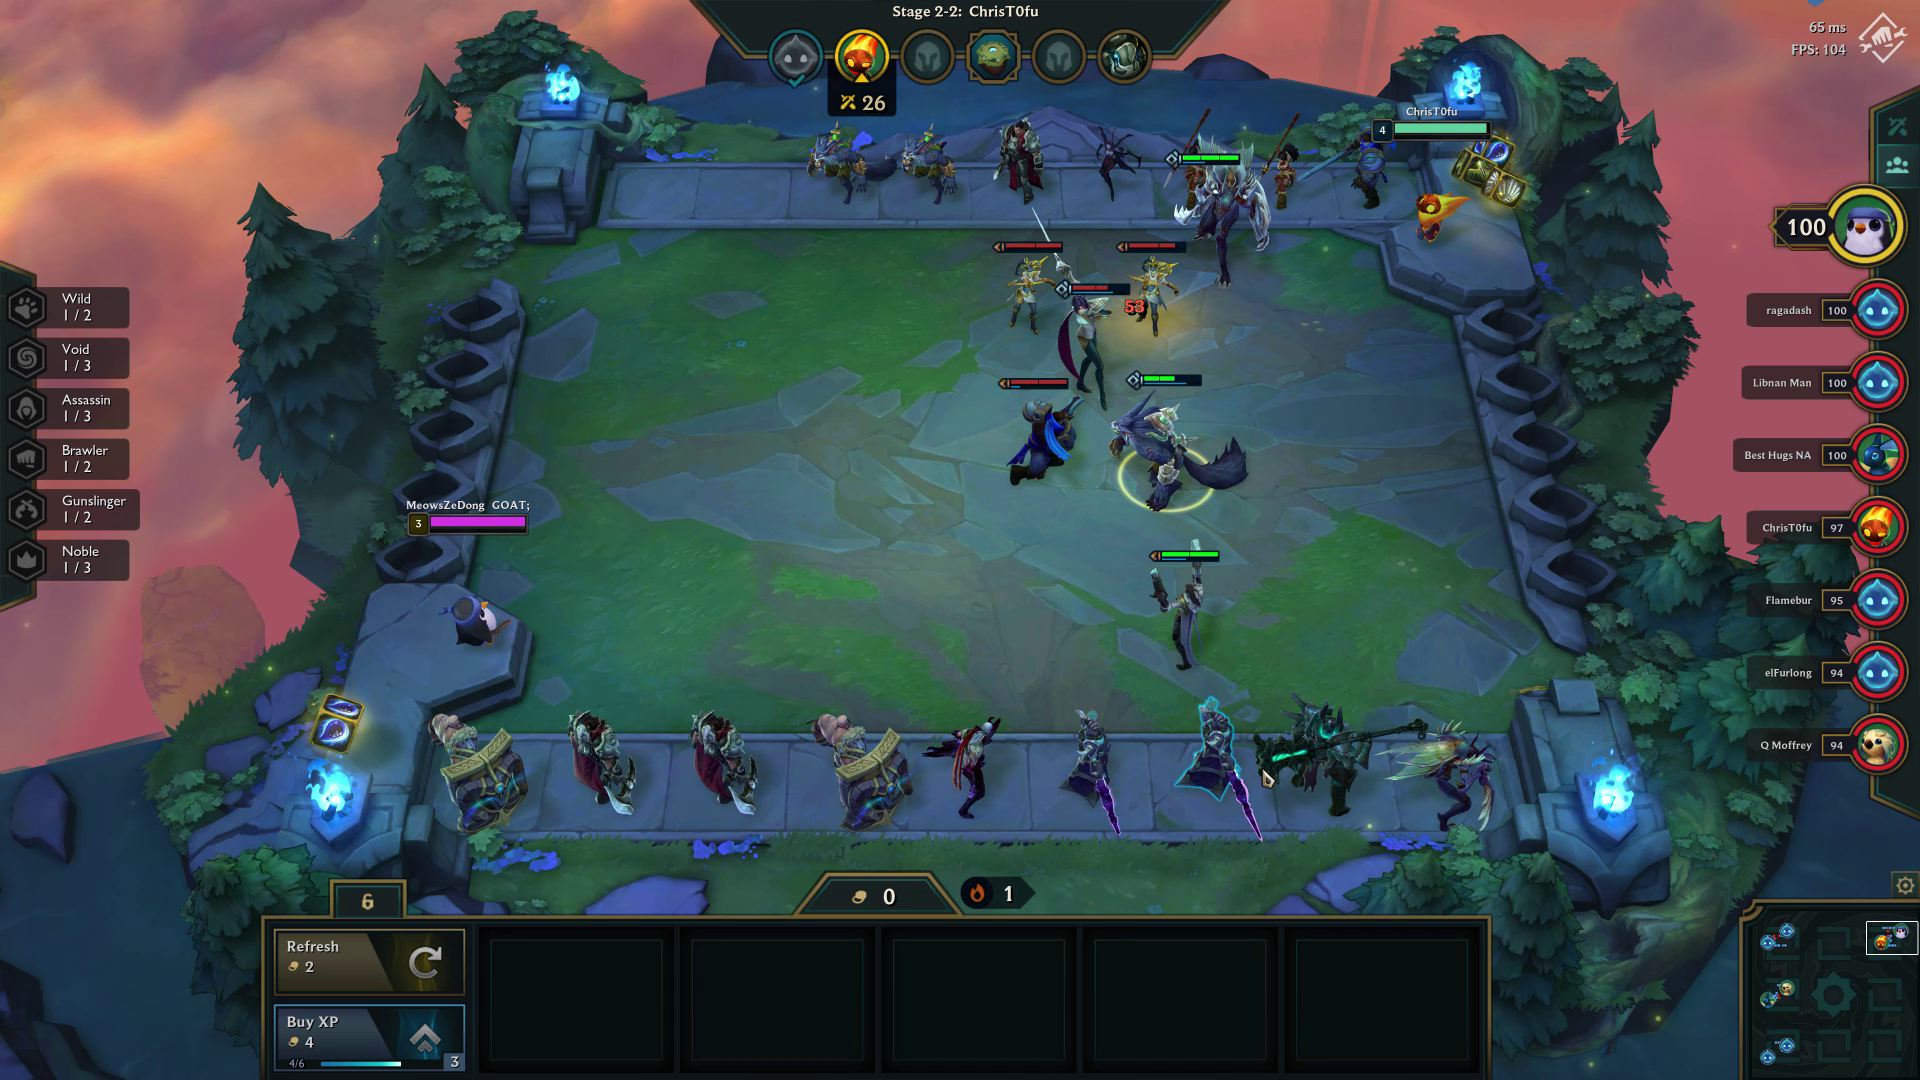 Stage 2-2: ChrisT0fu
65 ms
FPS: 104
26
ChrisT0fu
4
100
Wild
1 / 2
Void
1 / 3
Assassin
1 / 3
Brawler
1 / 2
Gunslinger
1 / 2
Noble
1 / 3
53
ragadash 100
Libnan Man 100
Best Hugs NA 100
ChrisT0fu 97
Flamebur 95
elFurlong 94
Q Moffrey 94
MeowsZeDong GOAT;
3
6
0
1
Refresh
2
Buy XP
4
4/6
3